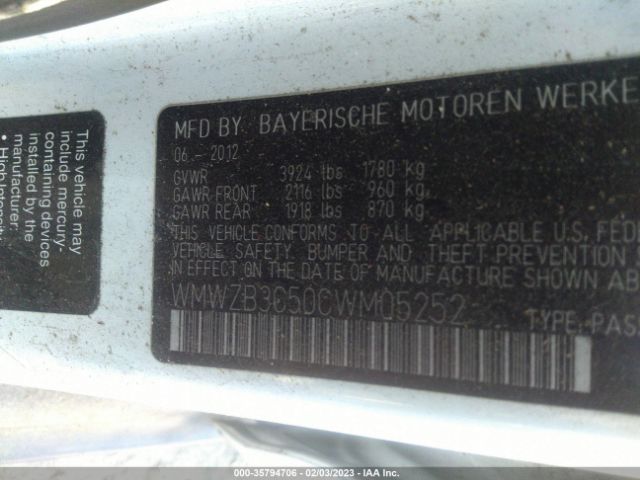 This vehicle may
include mercury-
containing devices
installed by the
manufacturer:
• High Intensity
MFD BY BAYERISCHE MOTOREN WERKE
06 - 2012
GVWR 3924 lbs 1780 kg
GAWR FRONT 2116 lbs 960 kg
GAWR REAR 1918 lbs 870 kg
THIS VEHICLE CONFORMS TO ALL APPLICABLE U.S. FEDE
VEHICLE SAFETY, BUMPER AND THEFT PREVENTION S
IN EFFECT ON THE DATE OF MANUFACTURE SHOWN AB
WMWZB3C50CWM05252
TYPE: PAS
000-35794706 - 02/03/2023 - IAA Inc.